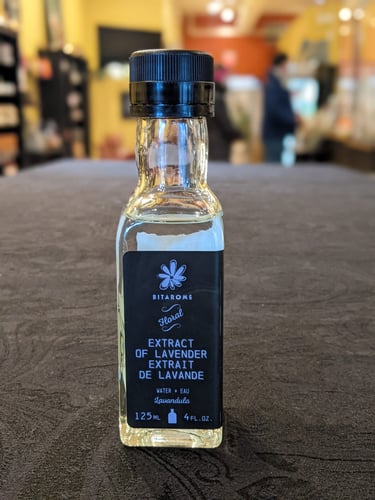 BITAROME
Floral
EXTRACT
OF LAVENDER
EXTRAIT
DE LAVANDE
WATER + EAU
Lavandula
125 ML 4 FL. OZ.